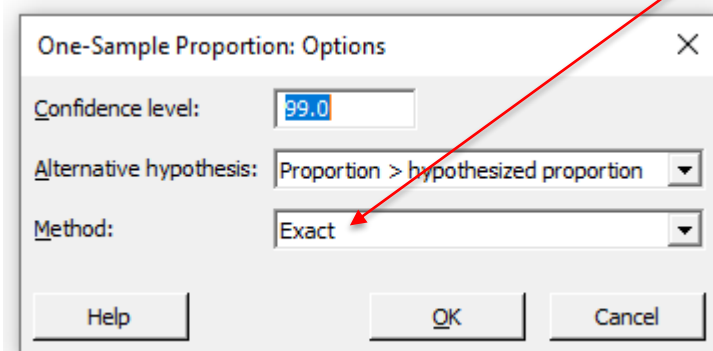 One-Sample Proportion: Options
Confidence level: 99.0
Alternative hypothesis: Proportion > hypothesized proportion
Method: Exact
Help OK Cancel